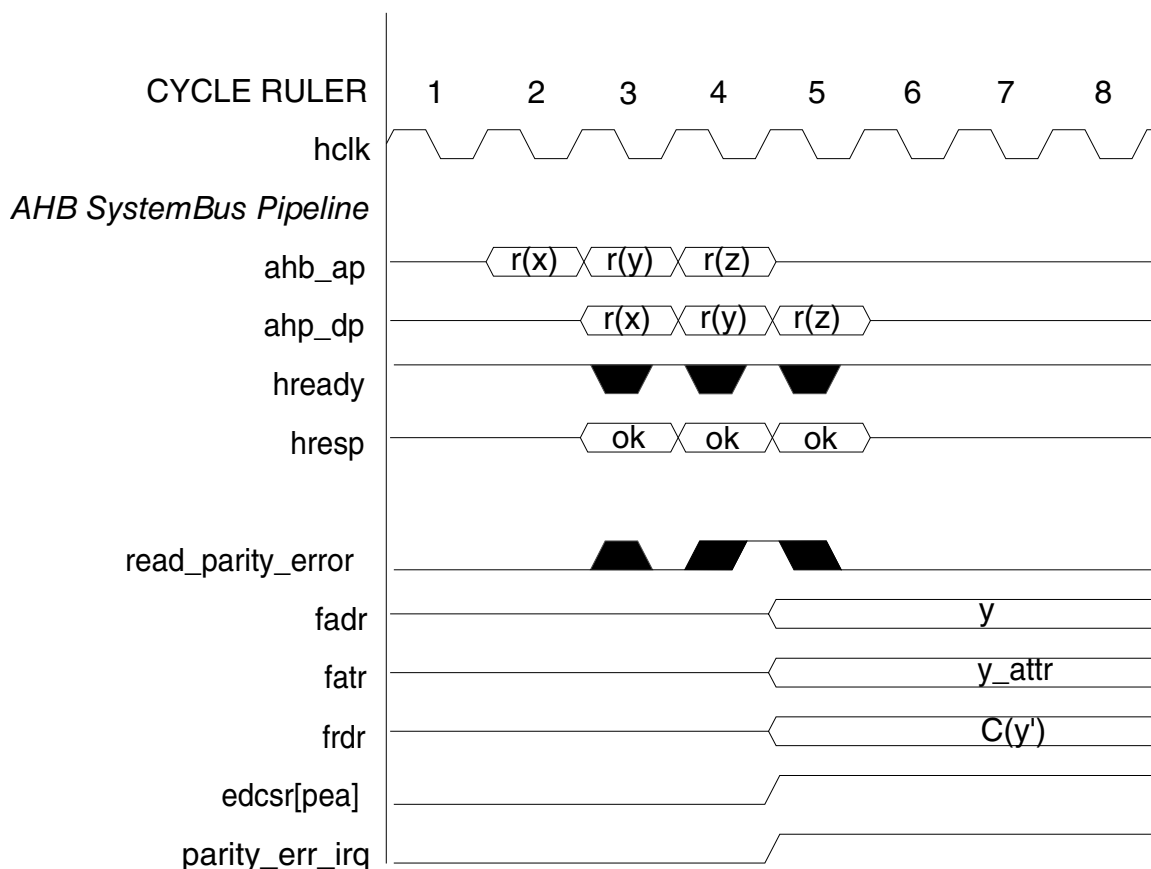 CYCLE RULER 1 2 3 4 5 6 7 8
hclk
AHB SystemBus Pipeline
ahb_ap r(x) r(y) r(z)
ahp_dp r(x) r(y) r(z)
hready
hresp ok ok ok
read_parity_error
fadr y
fatr y_attr
frdr C(y')
edcsr[pea]
parity_err_irq